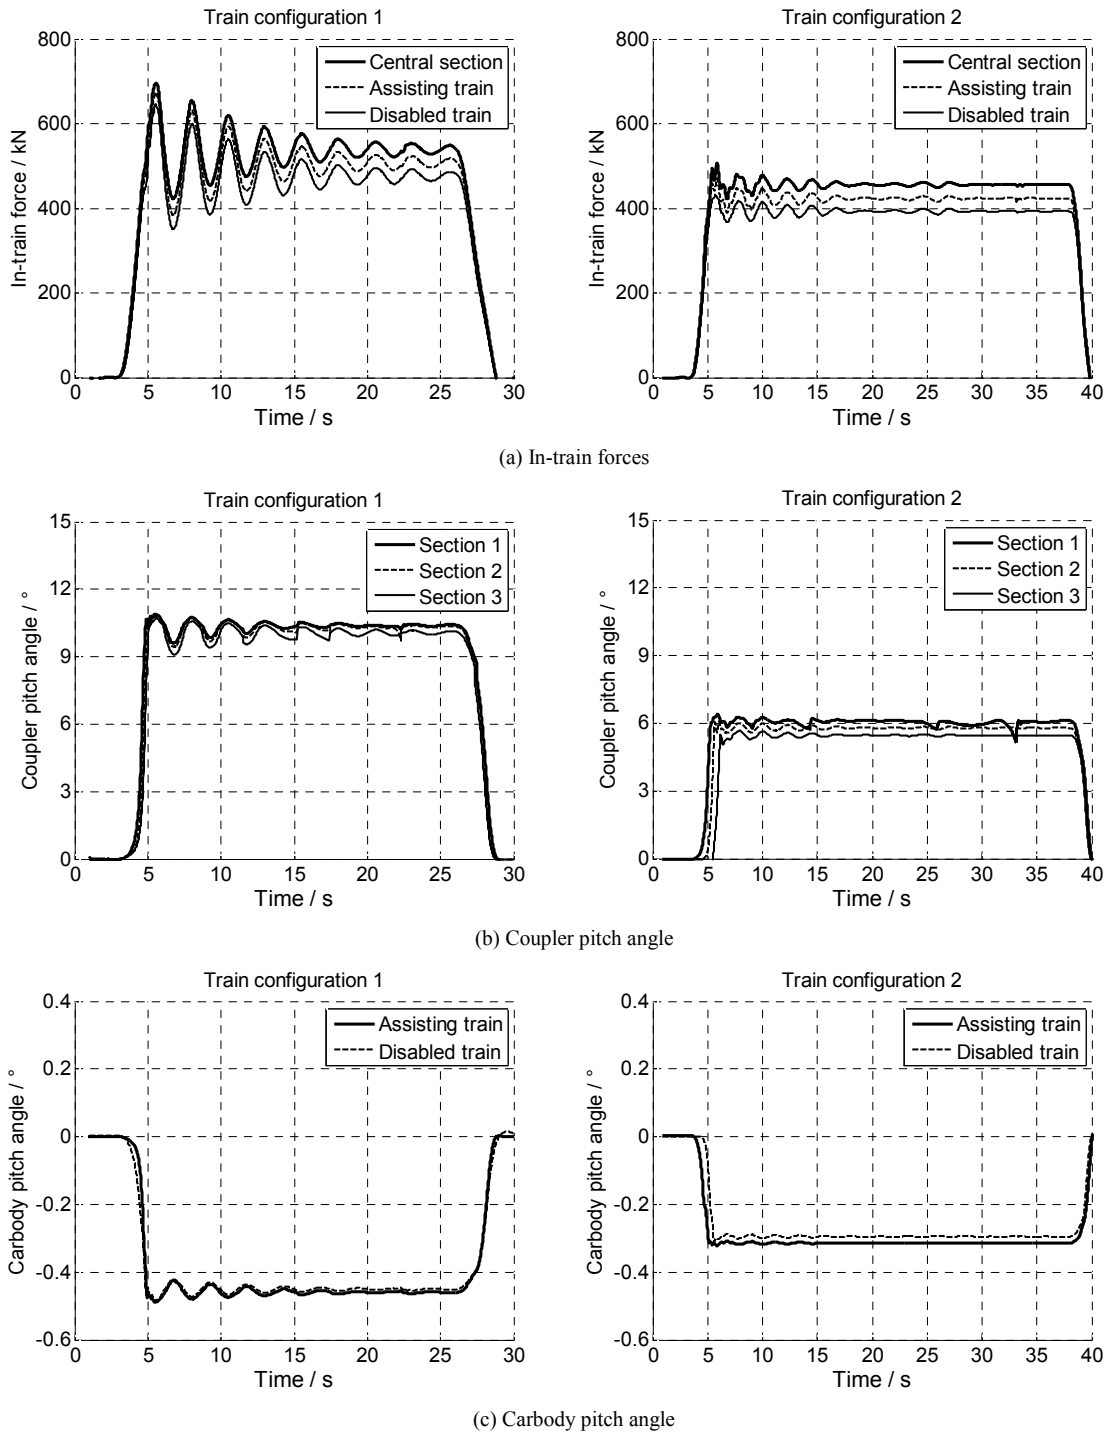 Train configuration 1
800
600
400
200
0
In-train force / kN
Central section
Assisting train
Disabled train
0 5 10 15 20 25 30
Time / s
Train configuration 2
800
600
400
200
0
In-train force / kN
Central section
Assisting train
Disabled train
0 5 10 15 20 25 30 35 40
Time / s
(a) In-train forces
Train configuration 1
15
12
9
6
3
0
Coupler pitch angle / °
Section 1
Section 2
Section 3
0 5 10 15 20 25 30
Time / s
Train configuration 2
15
12
9
6
3
0
Coupler pitch angle / °
Section 1
Section 2
Section 3
0 5 10 15 20 25 30 35 40
Time / s
(b) Coupler pitch angle
Train configuration 1
0.4
0.2
0
-0.2
-0.4
-0.6
Carbody pitch angle / °
Assisting train
Disabled train
0 5 10 15 20 25 30
Time / s
Train configuration 2
0.4
0.2
0
-0.2
-0.4
-0.6
Carbody pitch angle / °
Assisting train
Disabled train
0 5 10 15 20 25 30 35 40
Time / s
(c) Carbody pitch angle